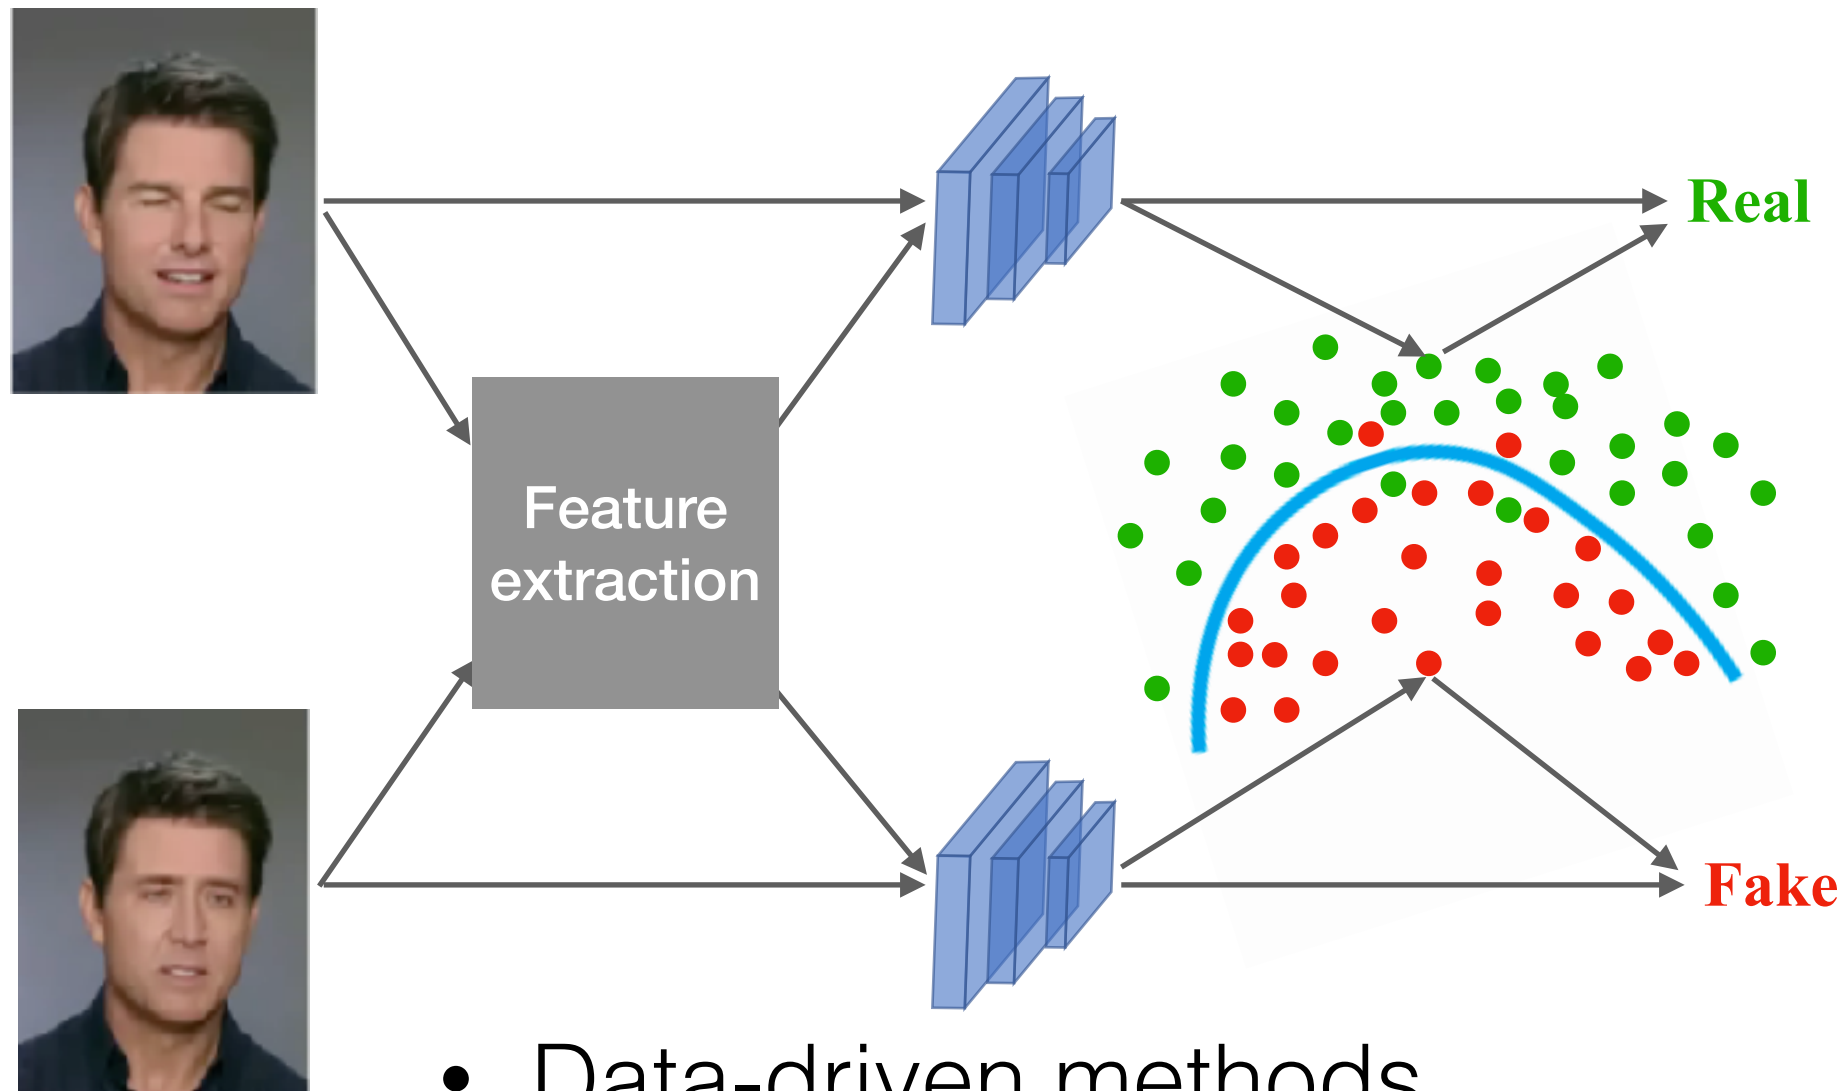 Real
Feature
extraction
Fake
• Data-driven methods